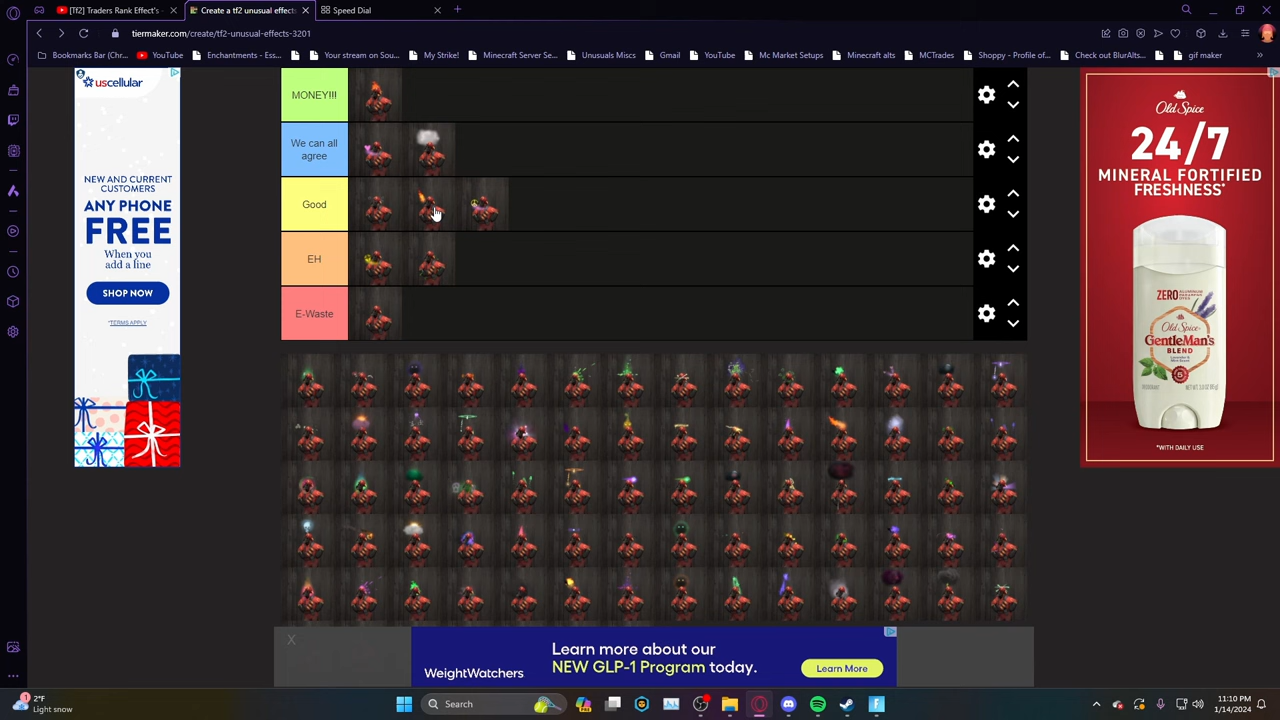 [Tf2] Traders Rank Effect's
Create a tf2 unusual effects
Speed Dial
tiermaker.com/create/tf2-unusual-effects-3201
Bookmarks Bar (Chr...
YouTube
Enchantments - Ess...
Your stream on Sou...
My Strike!
Minecraft Server Se...
Unusuals Miscs
Gmail
YouTube
Mc Market Setups
Minecraft alts
MCTrades
Shoppy - Profile of...
Check out BlurAlts...
gif maker
uscellular
NEW AND CURRENT
CUSTOMERS
ANY PHONE
FREE
When you
add a line
SHOP NOW
*TERMS APPLY
MONEY!!!
We can all
agree
Good
EH
E-Waste
Old Spice
24/7
MINERAL FORTIFIED
FRESHNESS*
Old Spice
ZERO
Old Spice
GentleMan's
BLEND
*WITH DAILY USE
X
WeightWatchers
Learn more about our
NEW GLP-1 Program today.
Learn More
1
2°F
Light snow
Search
11:10 PM
1/14/2024